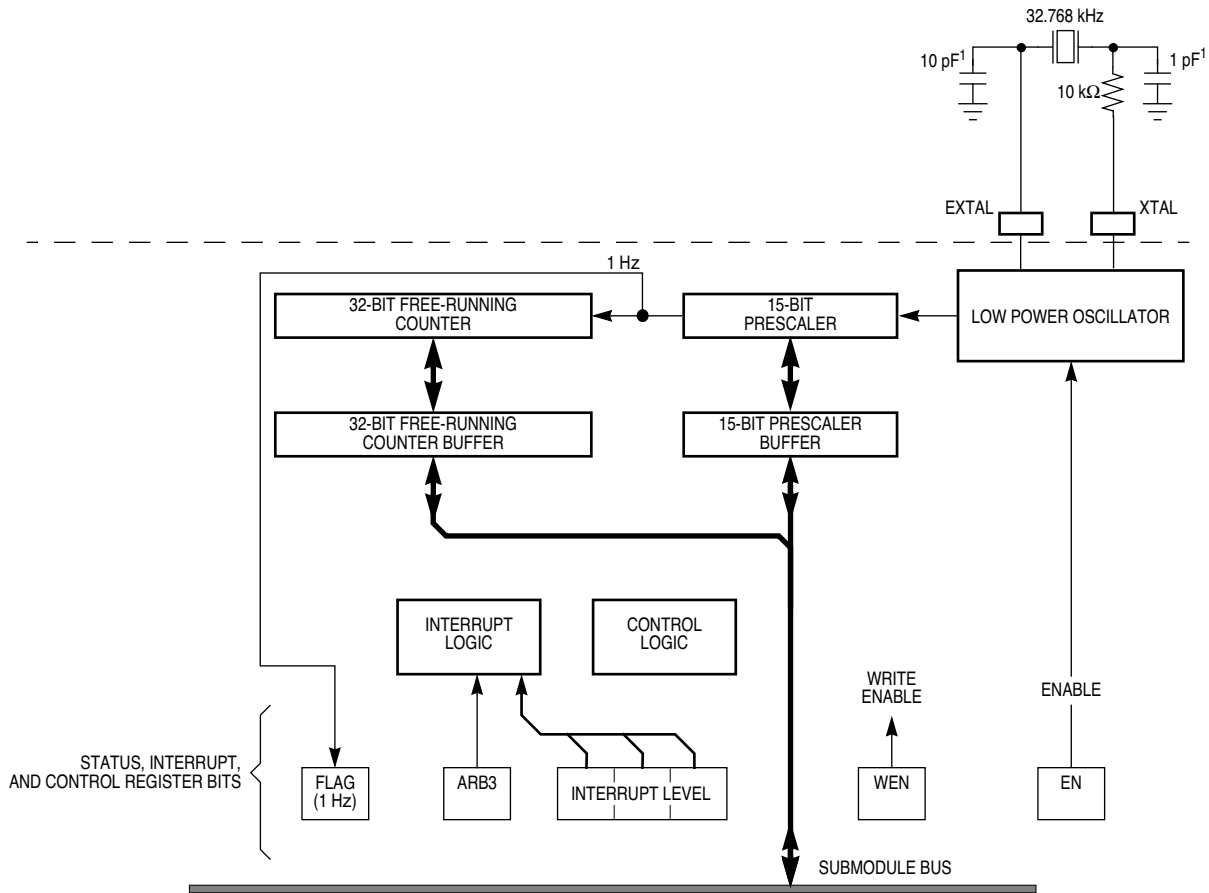 32.768 kHz
10 pF1
1 pF1
10 kΩ
EXTAL
XTAL
1 Hz
32-BIT FREE-RUNNING
COUNTER
15-BIT
PRESCALER
LOW POWER OSCILLATOR
32-BIT FREE-RUNNING
COUNTER BUFFER
15-BIT PRESCALER
BUFFER
INTERRUPT
LOGIC
CONTROL
LOGIC
WRITE
ENABLE
ENABLE
STATUS, INTERRUPT,
AND CONTROL REGISTER BITS
FLAG
(1 Hz)
ARB3
INTERRUPT LEVEL
WEN
EN
SUBMODULE BUS